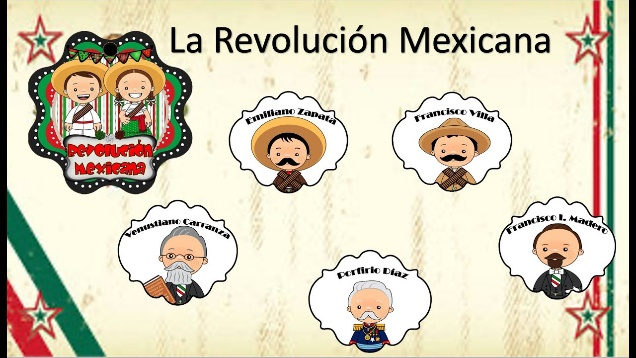 La Revolución Mexicana
Revolución
Mexicana
Emiliano Zapata
Francisco Villa
Venustiano Carranza
Francisco I. Madero
Porfirio Díaz